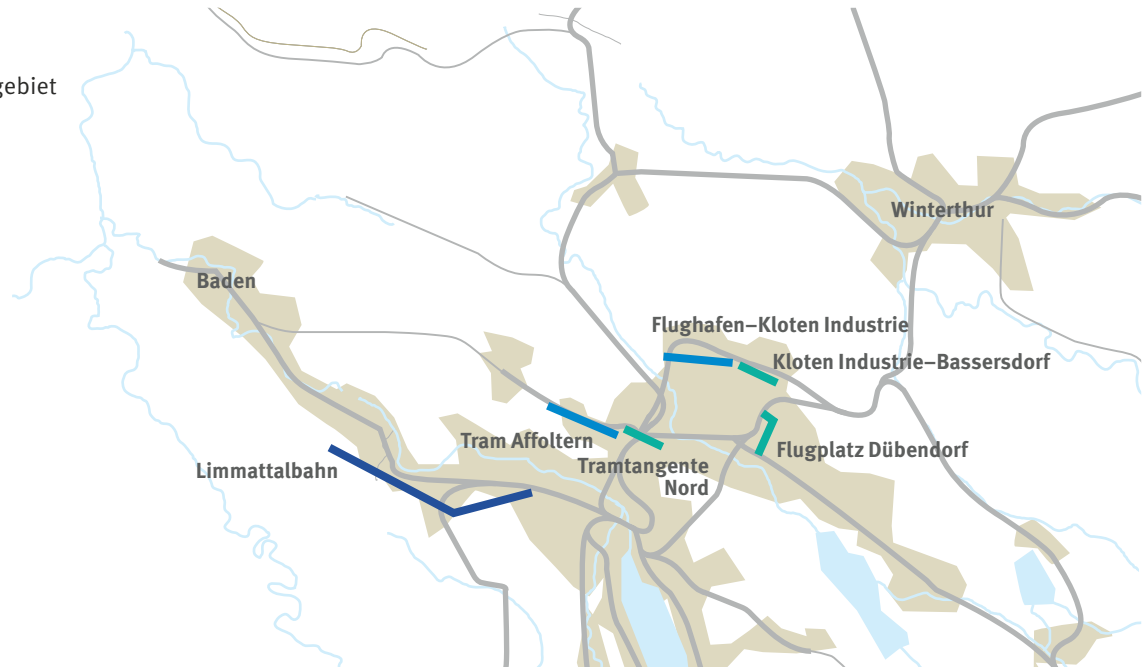 gebiet
Winterthur
Baden
Flughafen–Kloten Industrie
Kloten Industrie–Bassersdorf
Tram Affoltern
Flugplatz Dübendorf
Limmattalbahn
Tramtangente
Nord